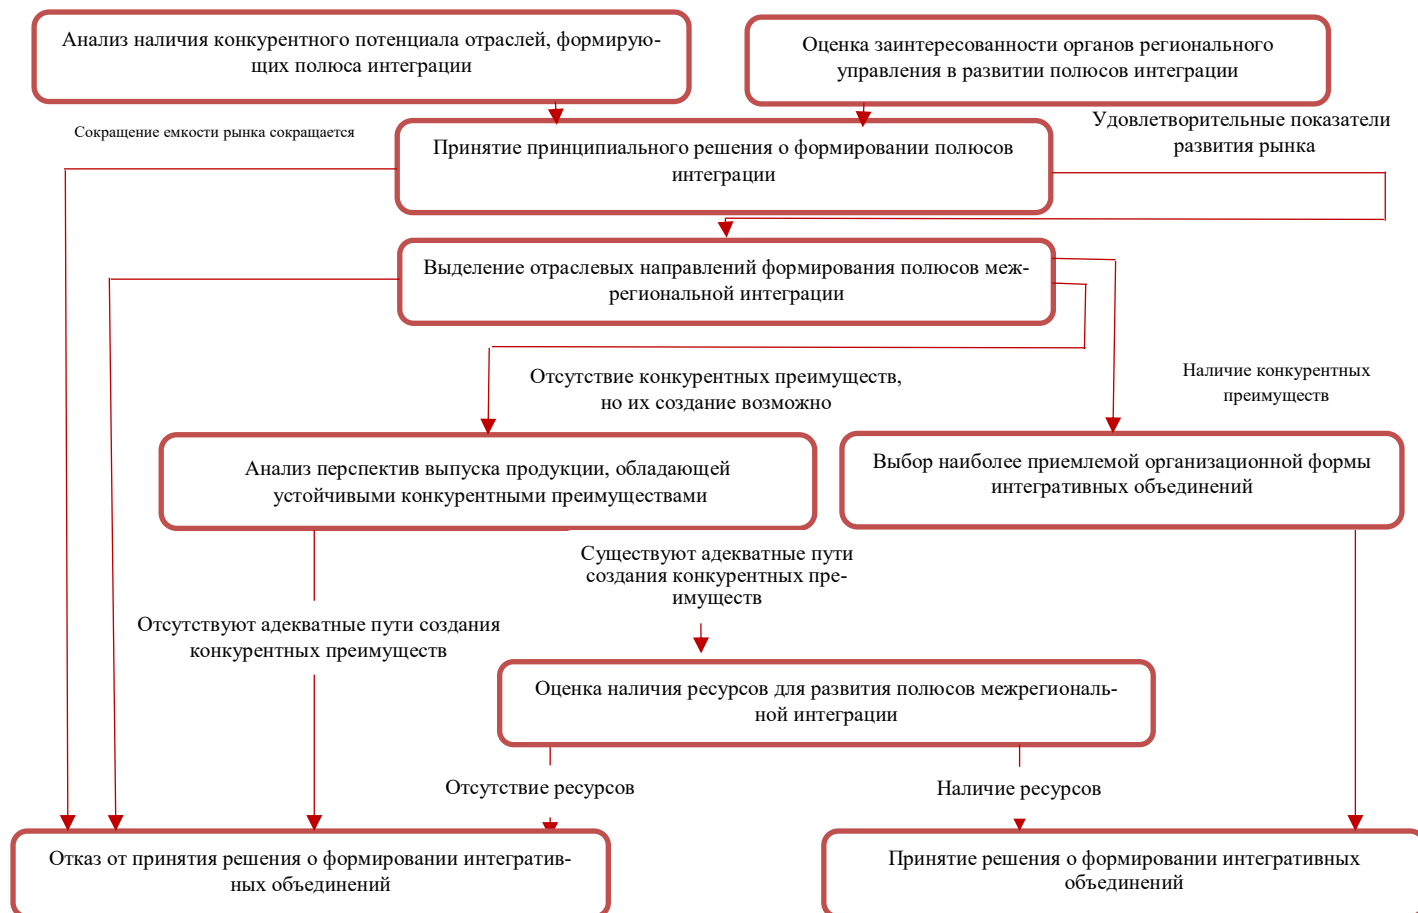 Анализ наличия конкурентного потенциала отраслей, формирую-
щих полюса интеграции
Оценка заинтересованности органов регионального
управления в развитии полюсов интеграции
Сокращение емкости рынка сокращается
Удовлетворительные показатели
развития рынка
Принятие принципиального решения о формировании полюсов
интеграции
Выделение отраслевых направлений формирования полюсов меж-
региональной интеграции
Отсутствие конкурентных преимуществ,
но их создание возможно
Наличие конкурентных
преимуществ
Анализ перспектив выпуска продукции, обладающей
устойчивыми конкурентными преимуществами
Выбор наиболее приемлемой организационной формы
интегративных объединений
Существуют адекватные пути
создания конкурентных пре-
имуществ
Отсутствуют адекватные пути создания
конкурентных преимуществ
Оценка наличия ресурсов для развития полюсов межрегиональ-
ной интеграции
Отсутствие ресурсов
Наличие ресурсов
Отказ от принятия решения о формировании интегратив-
ных объединений
Принятие решения о формировании интегративных
объединений